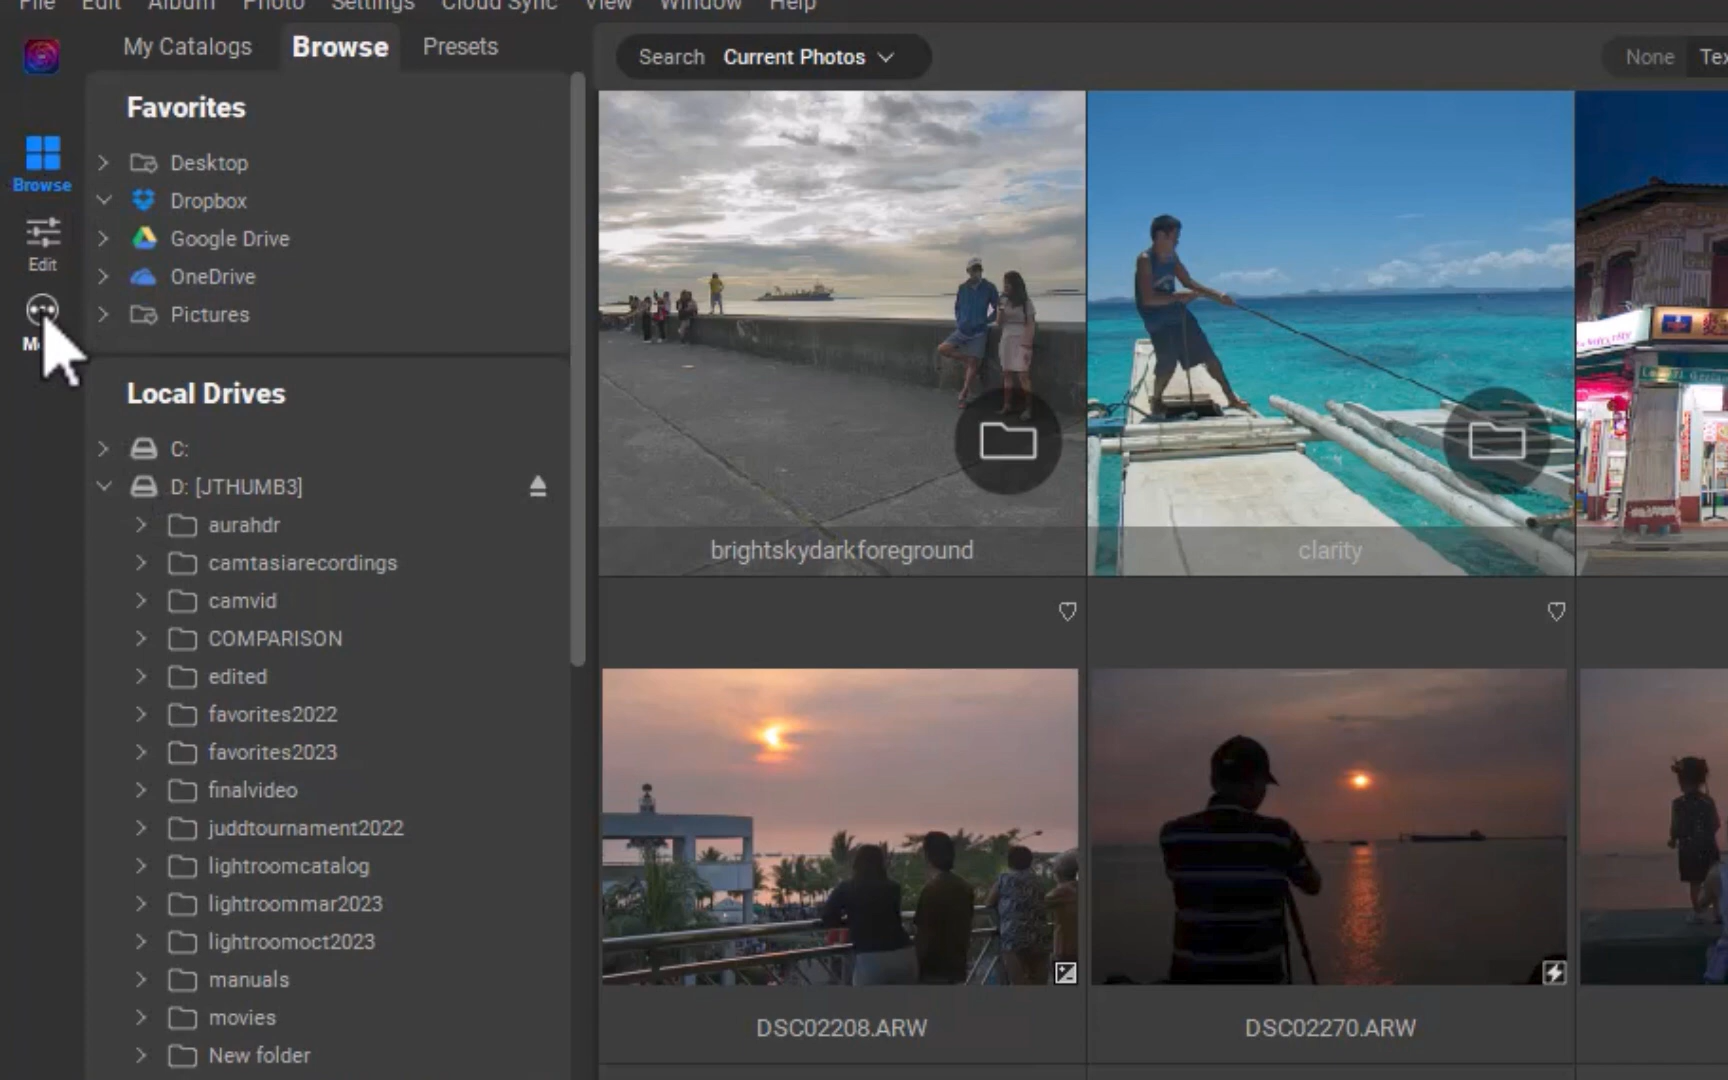 File Edit Album Photo Settings Cloud Sync View Window Help
My Catalogs Browse Presets
Search Current Photos
None
Favorites
Desktop
Browse
Dropbox
Google Drive
Edit
OneDrive
Pictures
Local Drives
C:
D: [JTHUMB3]
aurahdr
camtasiarecordings
camvid
COMPARISON
edited
favorites2022
favorites2023
finalvideo
juddtournament2022
lightroomcatalog
lightroommar2023
lightroomoct2023
manuals
movies
New folder
brightskydarkforeground
clarity
DSC02208.ARW
DSC02270.ARW